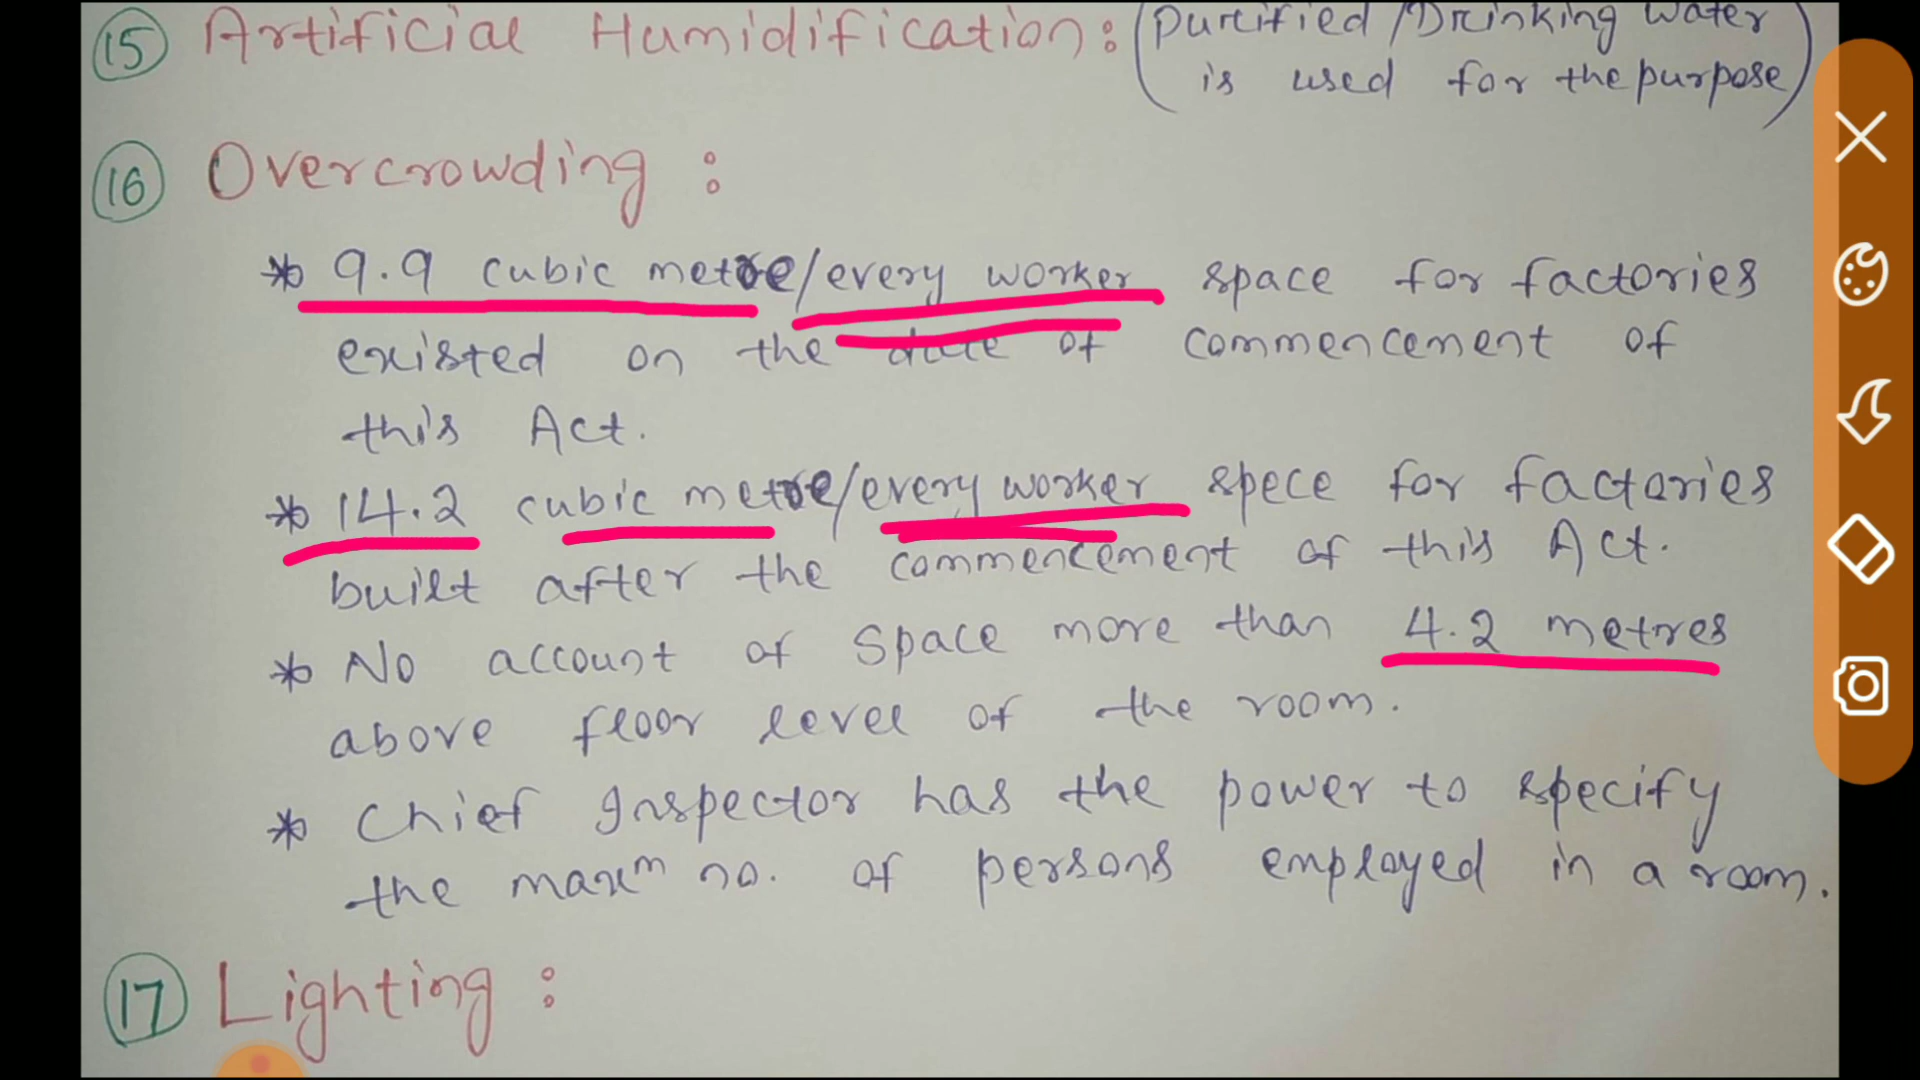 15 Artificial Humidification: (Purified/Drinking water
is used for the purpose)
16 Overcrowding :
* 9.9 cubic metre/every worker space for factories
existed on the date of commencement of
this Act.
* 14.2 cubic metre/every worker spece for factories
built after the commencement of this Act.
* No account of space more than 4.2 metres
above floor level of the room.
* Chief Inspector has the power to specify
the maxm no. of persons employed in a room.
17 Lighting :